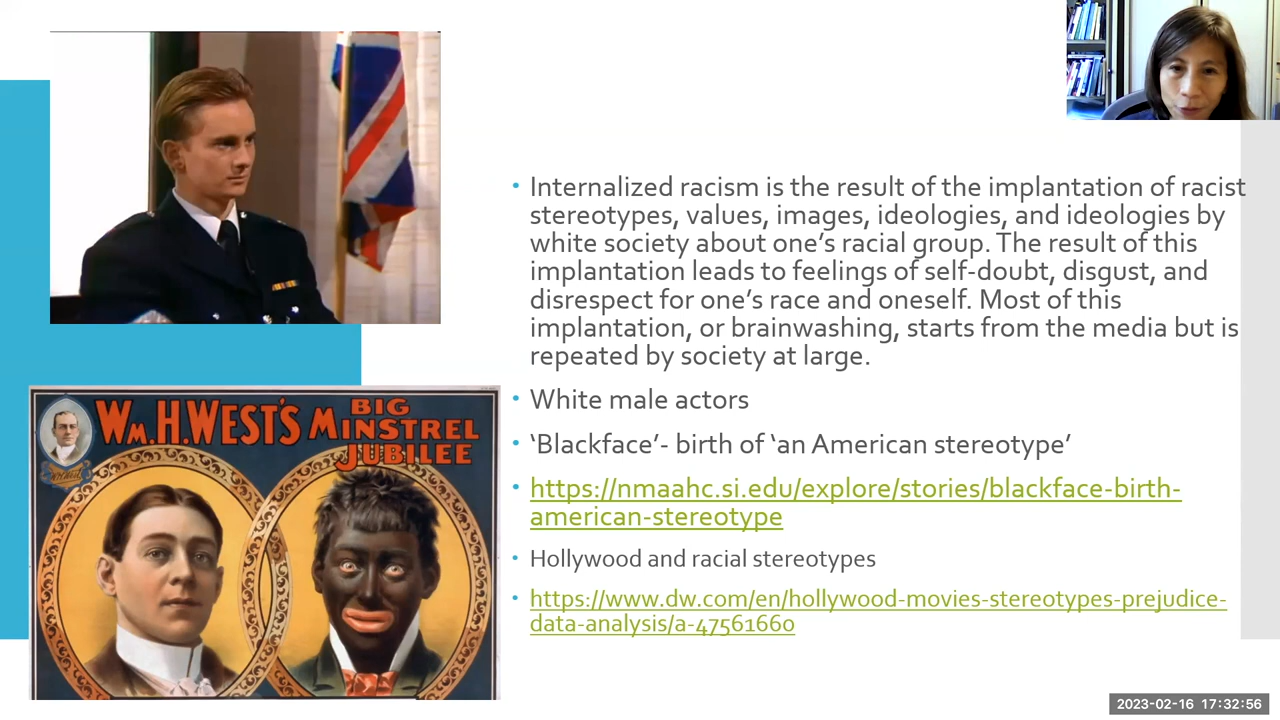 Internalized racism is the result of the implantation of racist
stereotypes, values, images, ideologies, and ideologies by
white society about one’s racial group. The result of this
implantation leads to feelings of self-doubt, disgust, and
disrespect for one’s race and oneself. Most of this
implantation, or brainwashing, starts from the media but is
repeated by society at large.
White male actors
‘Blackface’- birth of ‘an American stereotype’
https://nmaahc.si.edu/explore/stories/blackface-birth-
american-stereotype
Hollywood and racial stereotypes
https://www.dw.com/en/hollywood-movies-stereotypes-prejudice-
data-analysis/a-47561660
WM. H. WEST'S
BIG
MINSTREL
JUBILEE
2023-02-16 17:32:56